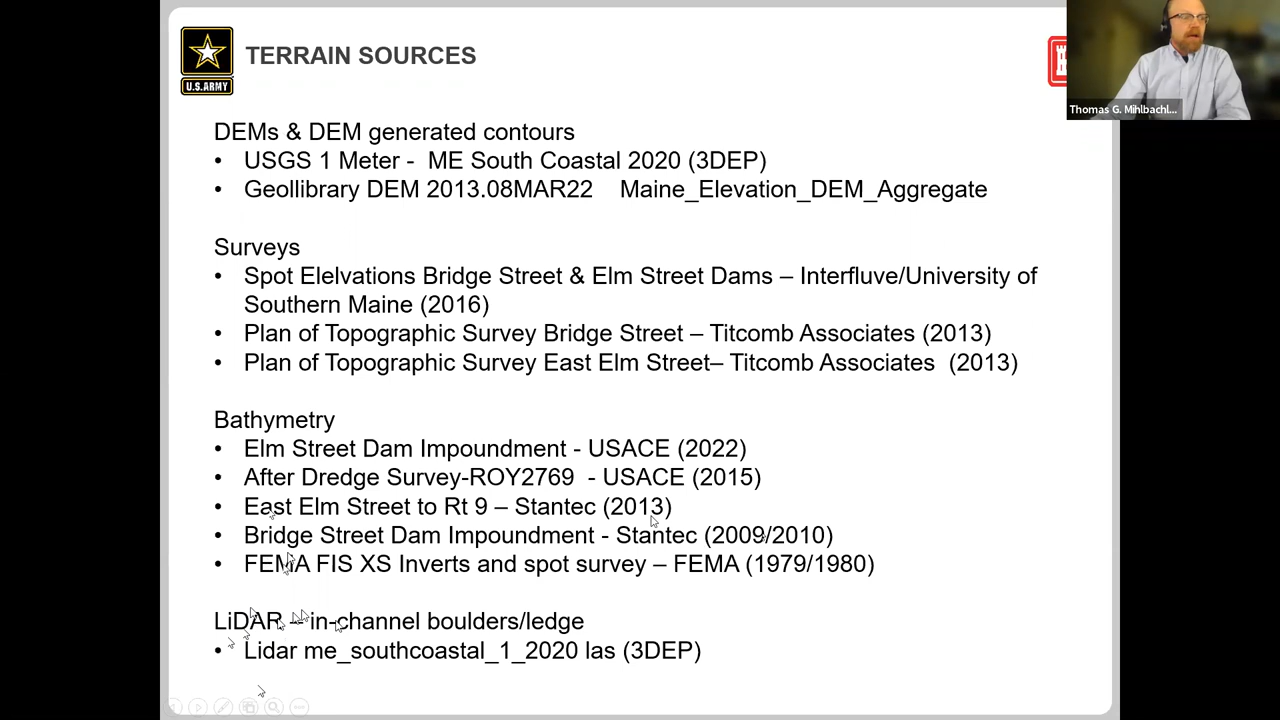 TERRAIN SOURCES
U.S.ARMY
Thomas G. Mihlbachl...
DEMs & DEM generated contours
• USGS 1 Meter - ME South Coastal 2020 (3DEP)
• Geollibrary DEM 2013.08MAR22 Maine_Elevation_DEM_Aggregate
Surveys
• Spot Elelvations Bridge Street & Elm Street Dams – Interfluve/University of
Southern Maine (2016)
• Plan of Topographic Survey Bridge Street – Titcomb Associates (2013)
• Plan of Topographic Survey East Elm Street– Titcomb Associates (2013)
Bathymetry
• Elm Street Dam Impoundment - USACE (2022)
• After Dredge Survey-ROY2769 - USACE (2015)
• East Elm Street to Rt 9 – Stantec (2013)
• Bridge Street Dam Impoundment - Stantec (2009/2010)
• FEMA FIS XS Inverts and spot survey – FEMA (1979/1980)
LiDAR – in-channel boulders/ledge
• Lidar me_southcoastal_1_2020 las (3DEP)